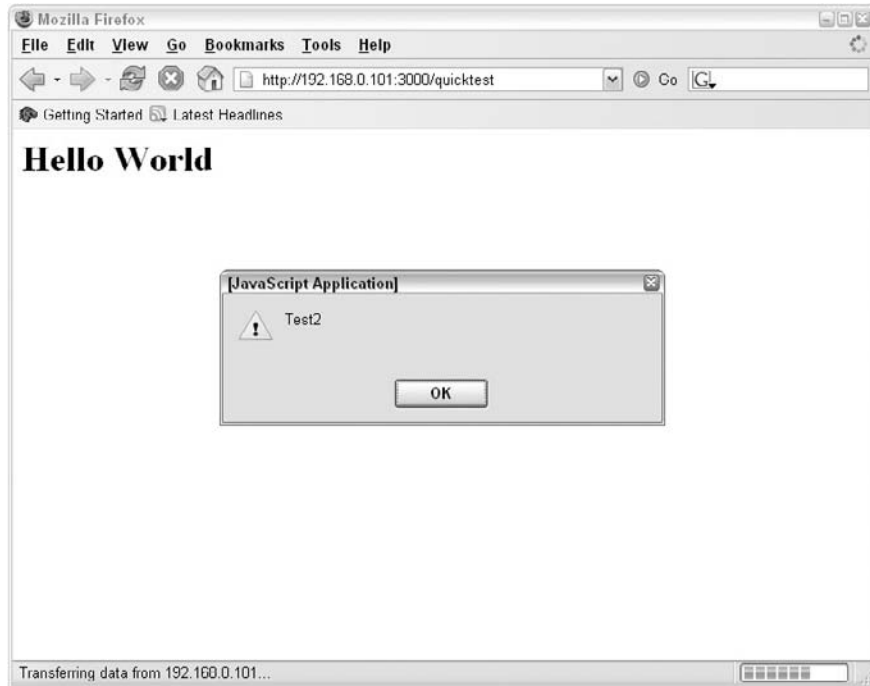 Mozilla Firefox
File Edit View Go Bookmarks Tools Help
http://192.168.0.101:3000/quicktest Go G
Getting Started Latest Headlines
Hello World
[JavaScript Application]
! Test2
OK
Transferring data from 192.168.0.101...